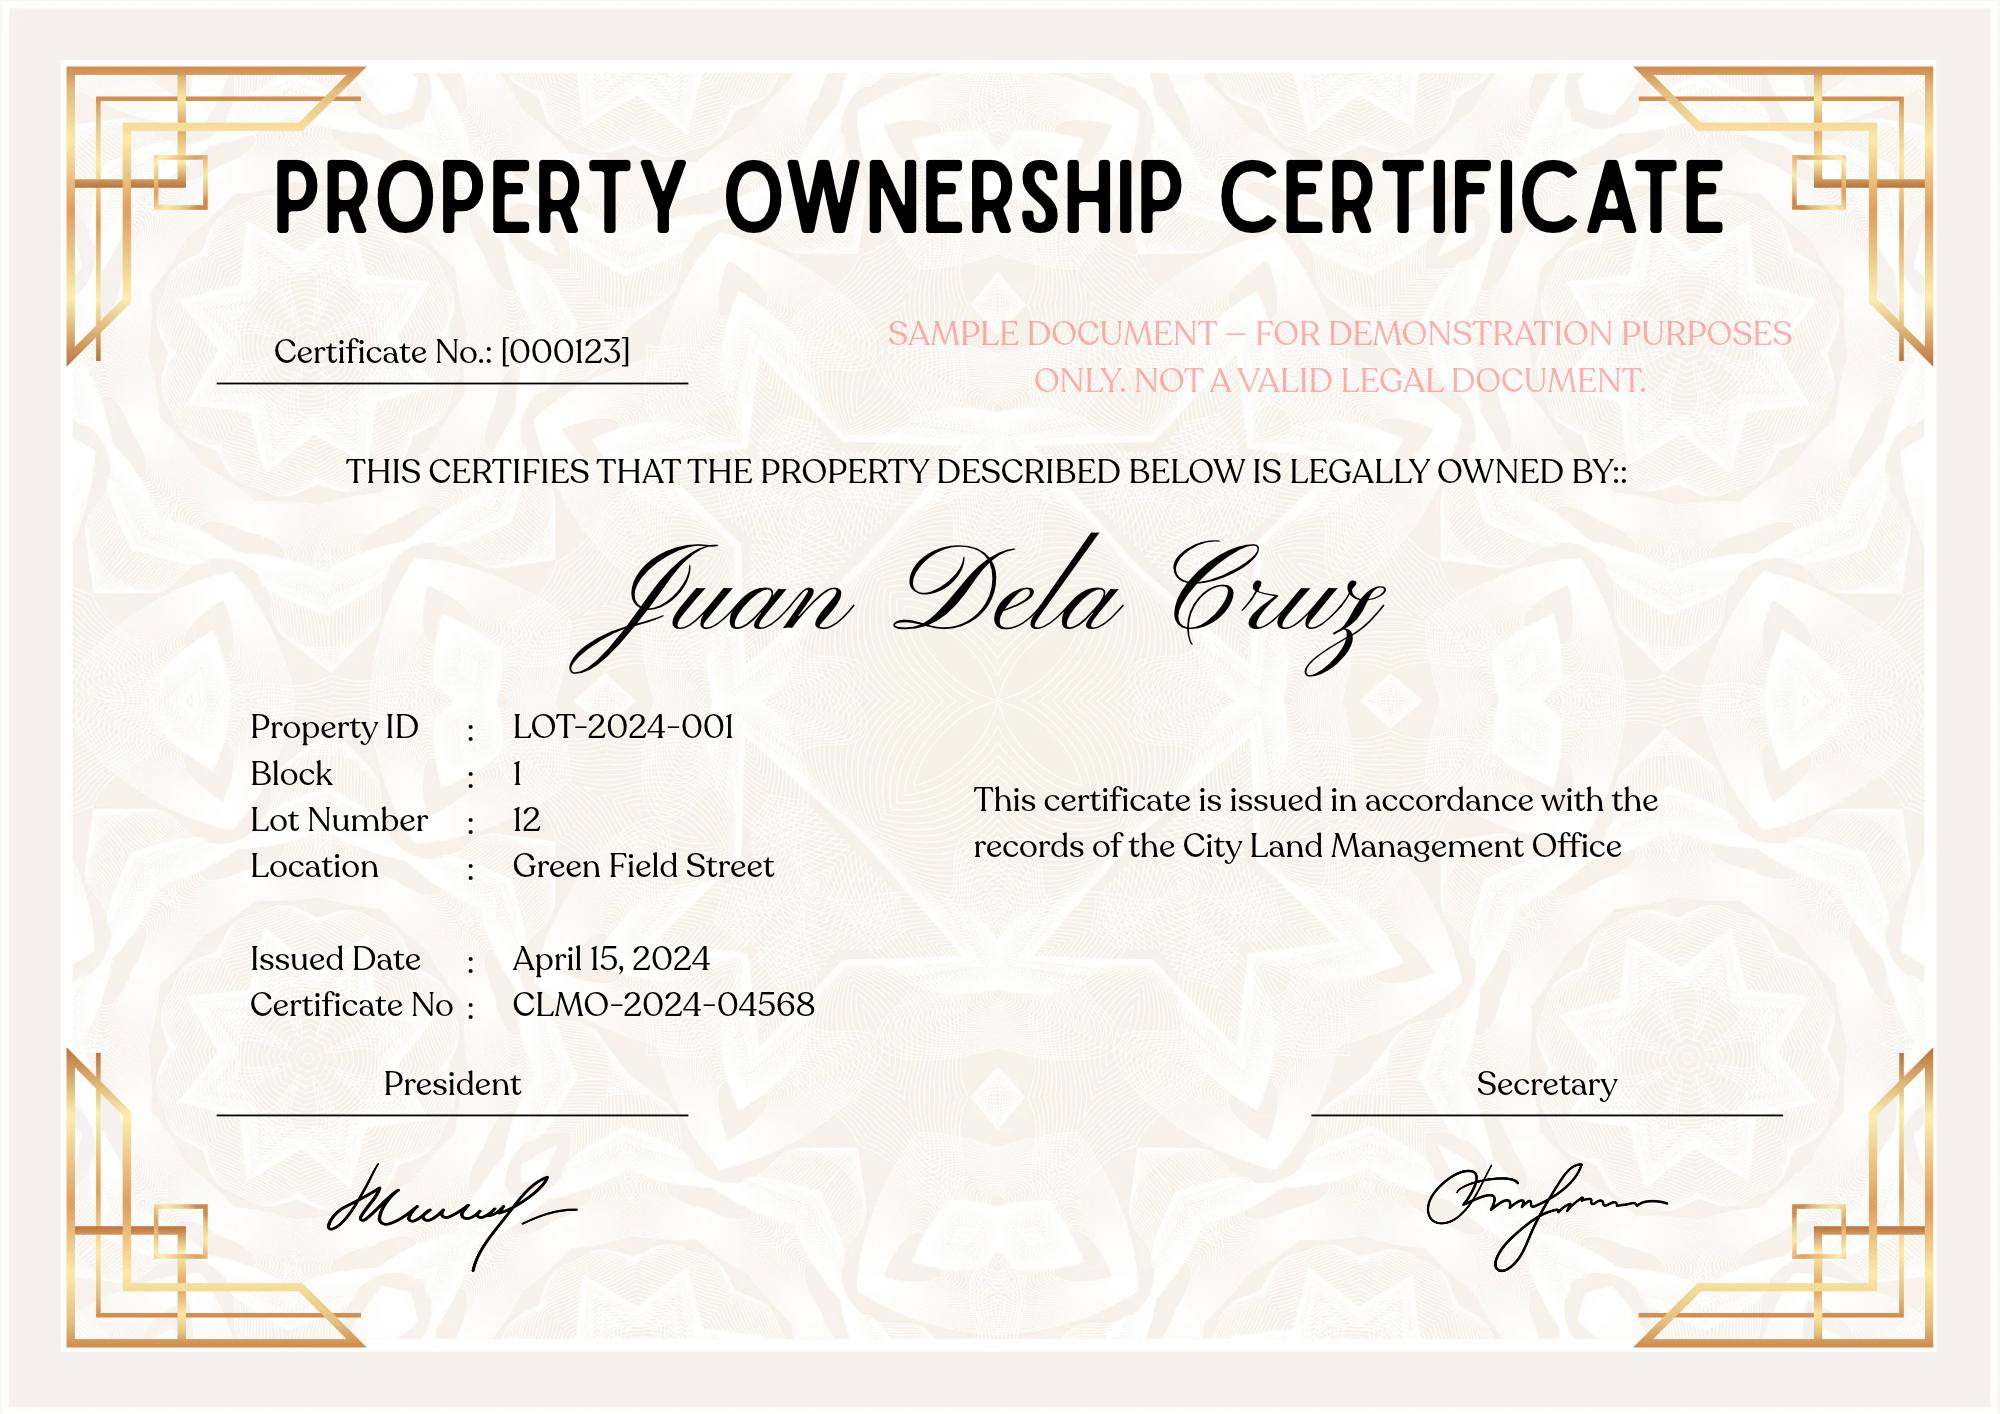 PROPERTY OWNERSHIP CERTIFICATE
Certificate No.: [000123]
SAMPLE DOCUMENT – FOR DEMONSTRATION PURPOSES
ONLY. NOT A VALID LEGAL DOCUMENT.
THIS CERTIFIES THAT THE PROPERTY DESCRIBED BELOW IS LEGALLY OWNED BY::
Juan Dela Cruz
Property ID : LOT-2024-001
Block : 1
Lot Number : 12
Location : Green Field Street
This certificate is issued in accordance with the
records of the City Land Management Office
Issued Date : April 15, 2024
Certificate No : CLMO-2024-04568
President
Secretary